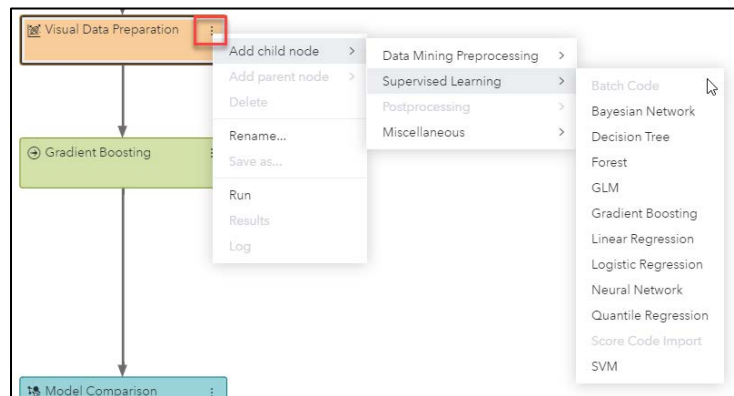 Visual Data Preparation
Add child node
Add parent node
Delete
Rename...
Save as...
Run
Results
Log
Data Mining Preprocessing
Supervised Learning
Postprocessing
Miscellaneous
Batch Code
Bayesian Network
Decision Tree
Forest
GLM
Gradient Boosting
Linear Regression
Logistic Regression
Neural Network
Quantile Regression
Score Code Import
SVM
Gradient Boosting
Model Comparison